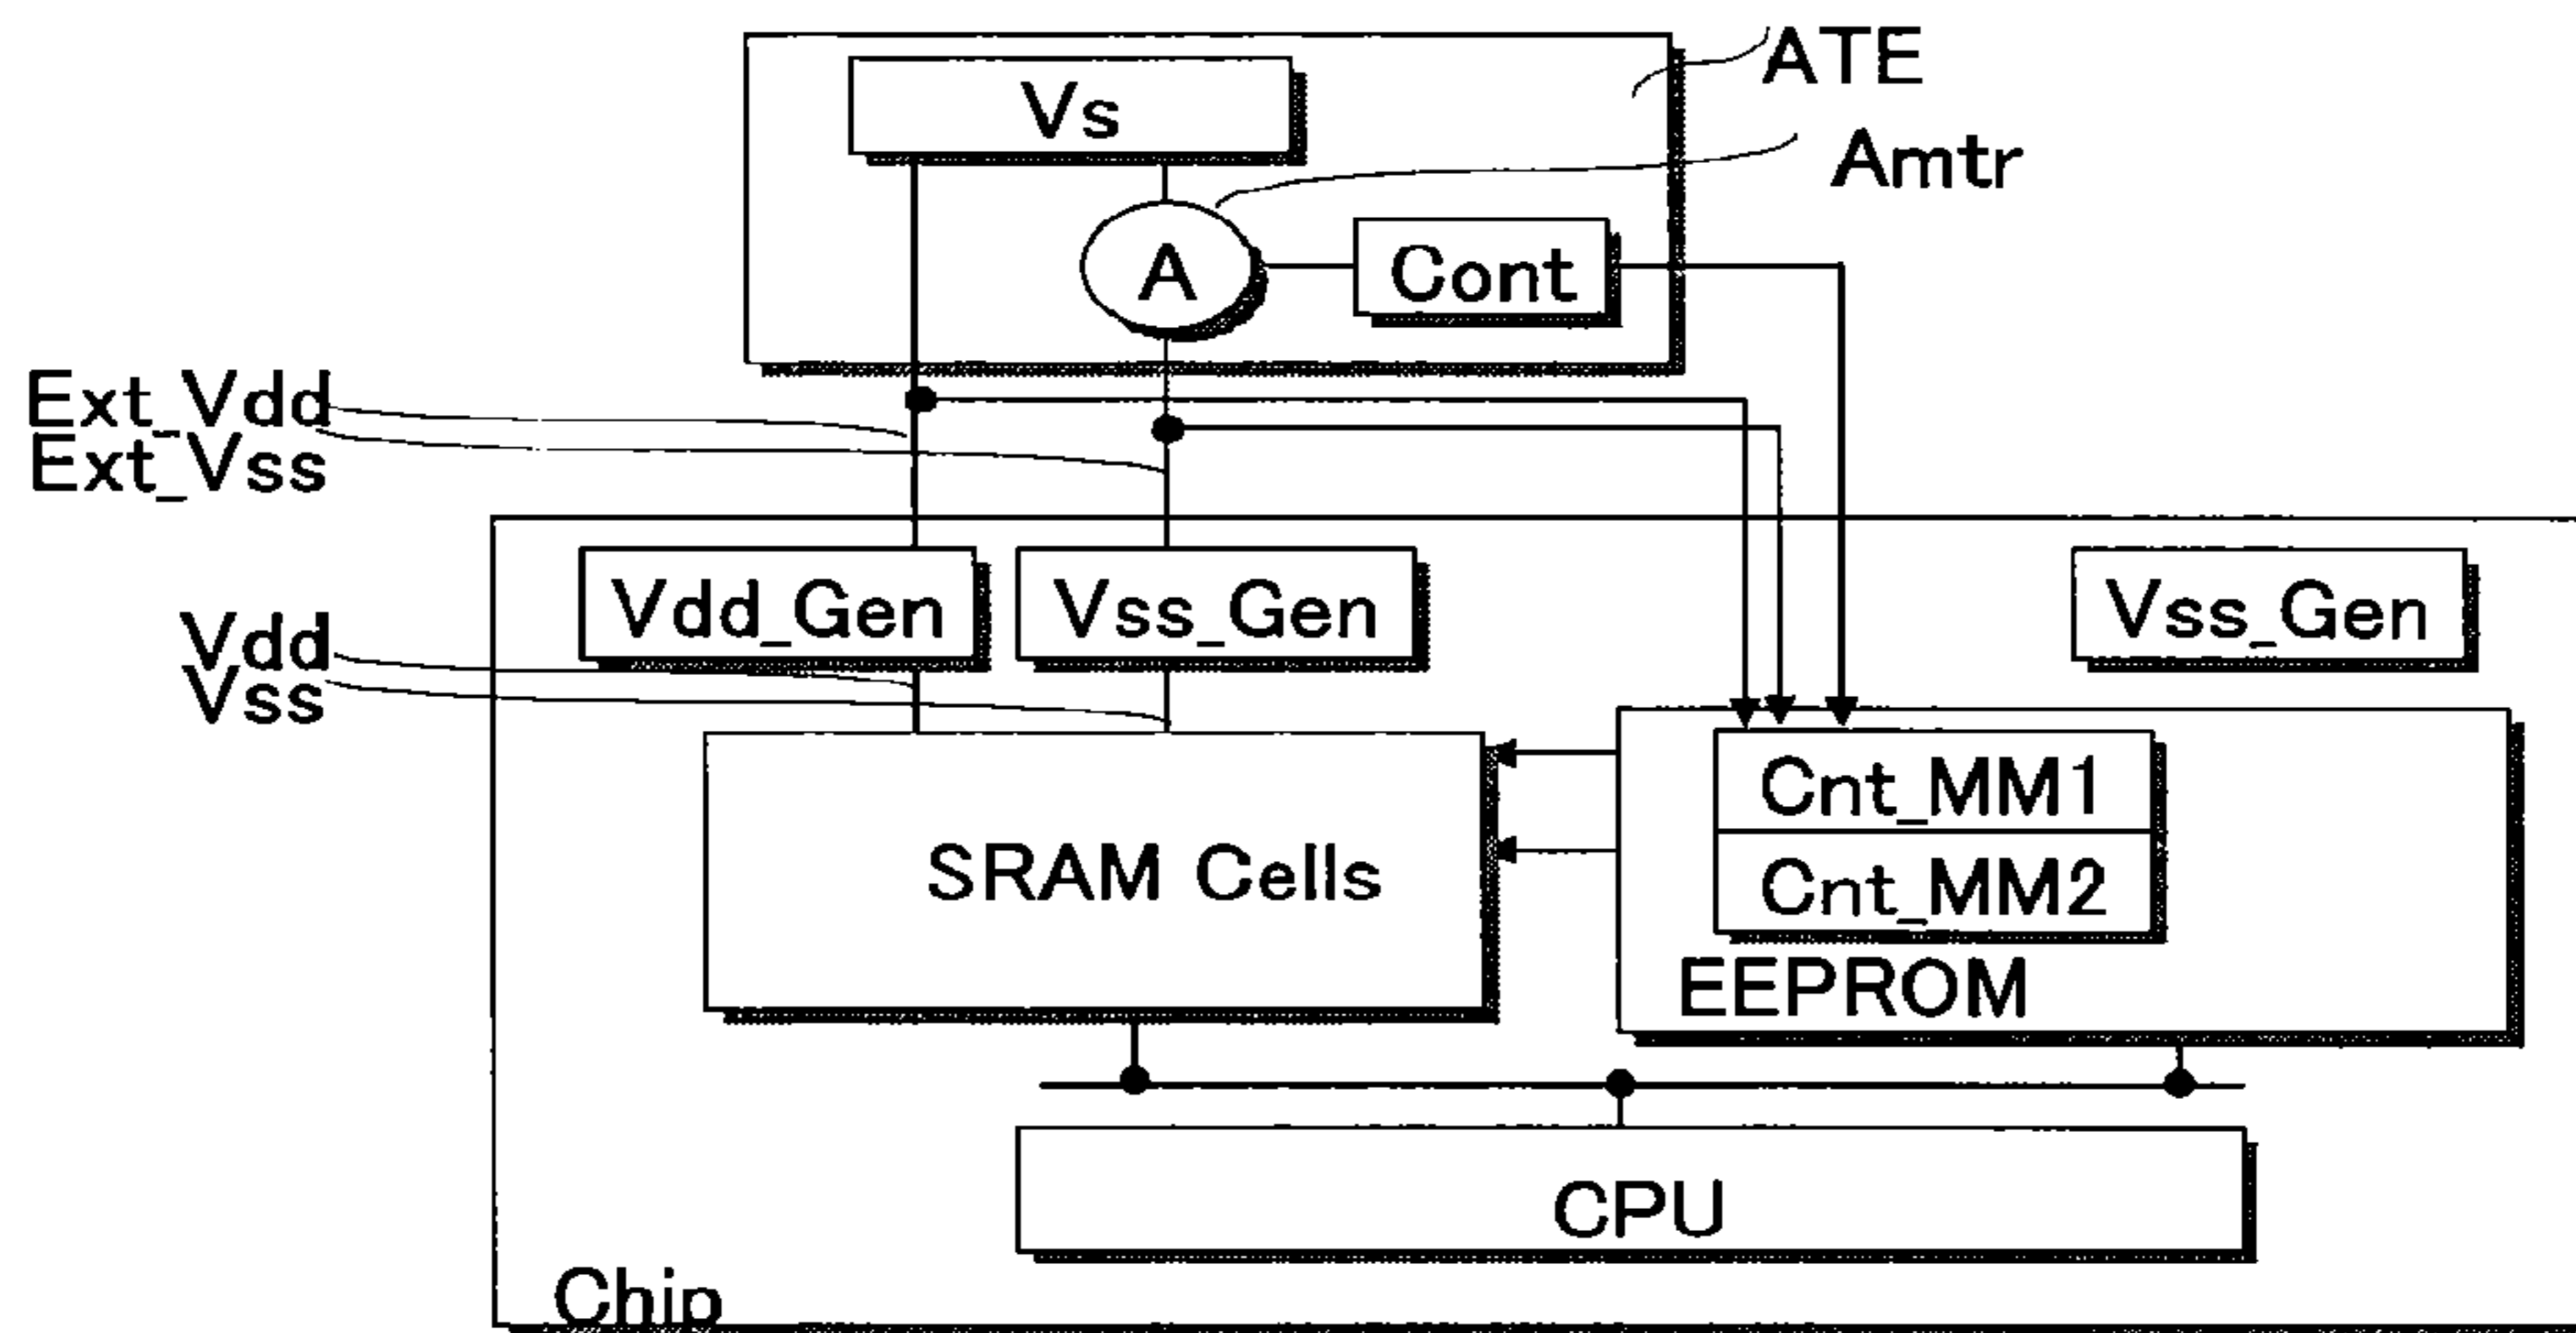 Vs
ATE
Amtr
A
Cont
Ext_Vdd
Ext_Vss
Vdd_Gen
Vss_Gen
Vss_Gen
Vdd
Vss
SRAM Cells
Cnt_MM1
Cnt_MM2
EEPROM
CPU
Chip